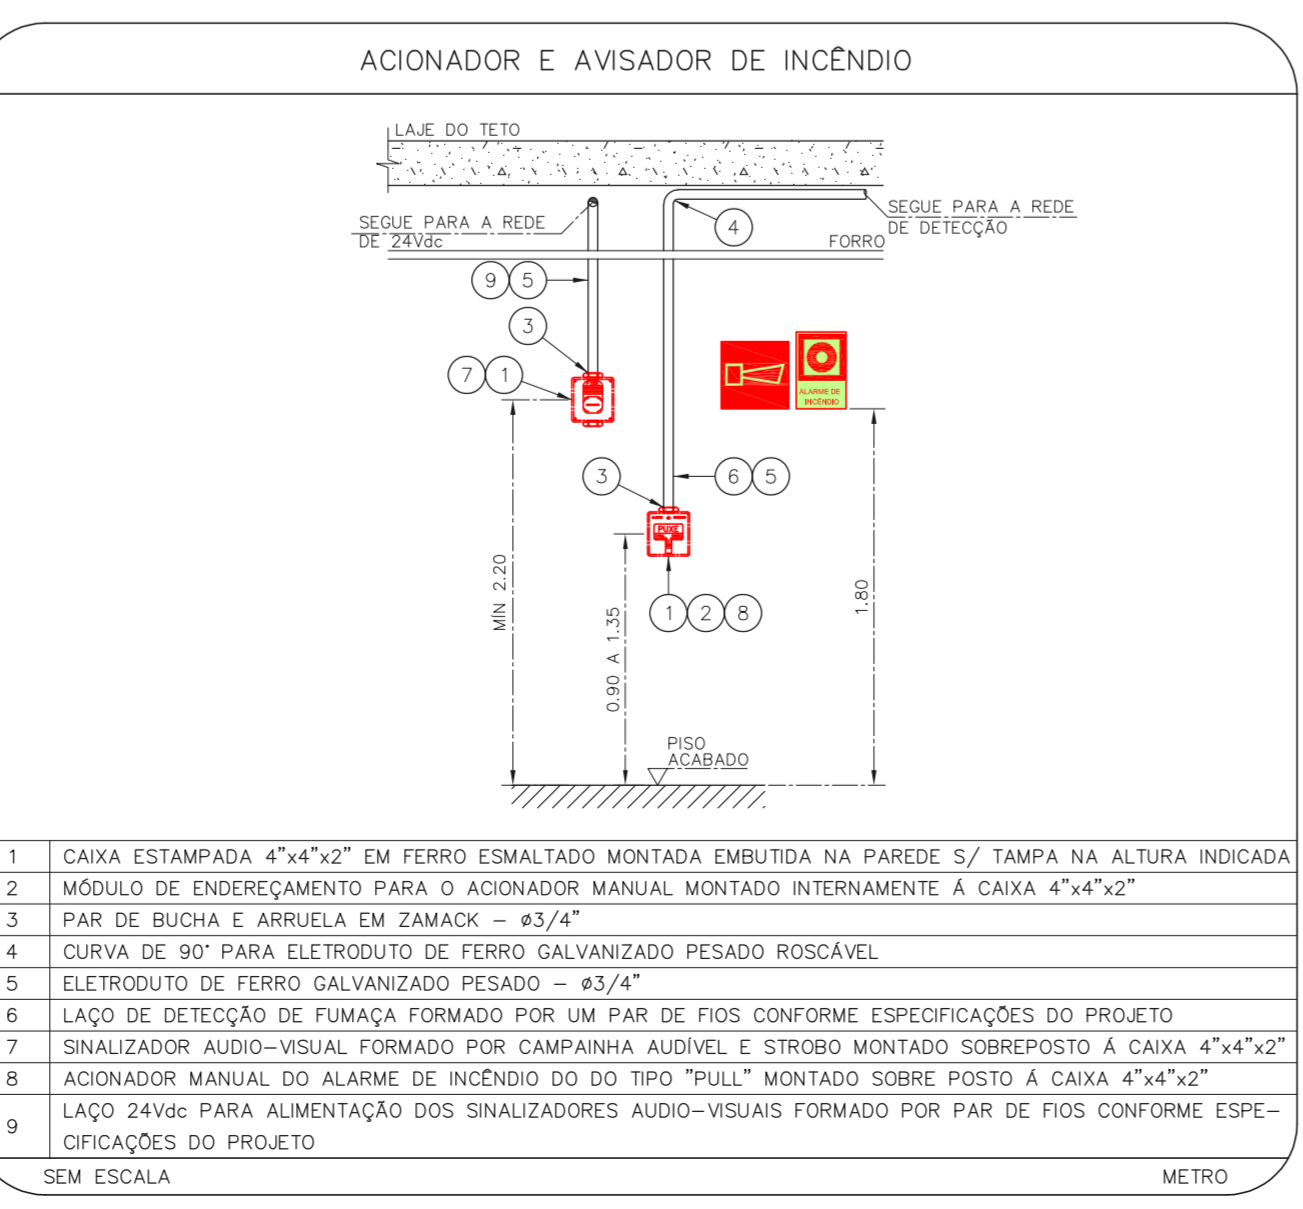 ACIONADOR E AVISADOR DE INCÊNDIO
LAJE DO TETO
SEGUE PARA A REDE
DE 24Vdc
SEGUE PARA A REDE
DE DETECÇÃO
4
FORRO
9 5
3
7 1
ALARME DE
INCÊNDIO
3
6 5
PUXE
1 2 8
MÍN 2.20
0.90 A 1.35
1.80
PISO
ACABADO
1 CAIXA ESTAMPADA 4"x4"x2" EM FERRO ESMALTADO MONTADA EMBUTIDA NA PAREDE S/ TAMPA NA ALTURA INDICADA
2 MÓDULO DE ENDEREÇAMENTO PARA O ACIONADOR MANUAL MONTADO INTERNAMENTE Á CAIXA 4"x4"x2"
3 PAR DE BUCHA E ARRUELA EM ZAMACK – ø3/4"
4 CURVA DE 90° PARA ELETRODUTO DE FERRO GALVANIZADO PESADO ROSCÁVEL
5 ELETRODUTO DE FERRO GALVANIZADO PESADO – ø3/4"
6 LAÇO DE DETECÇÃO DE FUMAÇA FORMADO POR UM PAR DE FIOS CONFORME ESPECIFICAÇÕES DO PROJETO
7 SINALIZADOR AUDIO–VISUAL FORMADO POR CAMPAINHA AUDÍVEL E STROBO MONTADO SOBREPOSTO Á CAIXA 4"x4"x2"
8 ACIONADOR MANUAL DO ALARME DE INCÊNDIO DO DO TIPO "PULL" MONTADO SOBRE POSTO Á CAIXA 4"x4"x2"
9 LAÇO 24Vdc PARA ALIMENTAÇÃO DOS SINALIZADORES AUDIO–VISUAIS FORMADO POR PAR DE FIOS CONFORME ESPE–
CIFICAÇÕES DO PROJETO
SEM ESCALA METRO